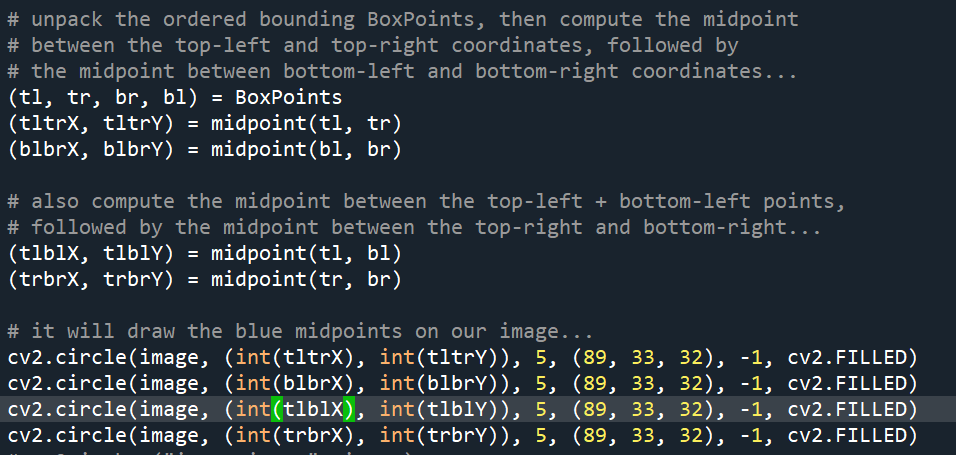 # unpack the ordered bounding BoxPoints, then compute the midpoint
# between the top-left and top-right coordinates, followed by
# the midpoint between bottom-left and bottom-right coordinates...
(tl, tr, br, bl) = BoxPoints
(tltrX, tltrY) = midpoint(tl, tr)
(blbrX, blbrY) = midpoint(bl, br)
# also compute the midpoint between the top-left + bottom-left points,
# followed by the midpoint between the top-right and bottom-right...
(tlblX, tlblY) = midpoint(tl, bl)
(trbrX, trbrY) = midpoint(tr, br)
# it will draw the blue midpoints on our image...
cv2.circle(image, (int(tltrX), int(tltrY)), 5, (89, 33, 32), -1, cv2.FILLED)
cv2.circle(image, (int(blbrX), int(blbrY)), 5, (89, 33, 32), -1, cv2.FILLED)
cv2.circle(image, (int(tlblX), int(tlblY)), 5, (89, 33, 32), -1, cv2.FILLED)
cv2.circle(image, (int(trbrX), int(trbrY)), 5, (89, 33, 32), -1, cv2.FILLED)